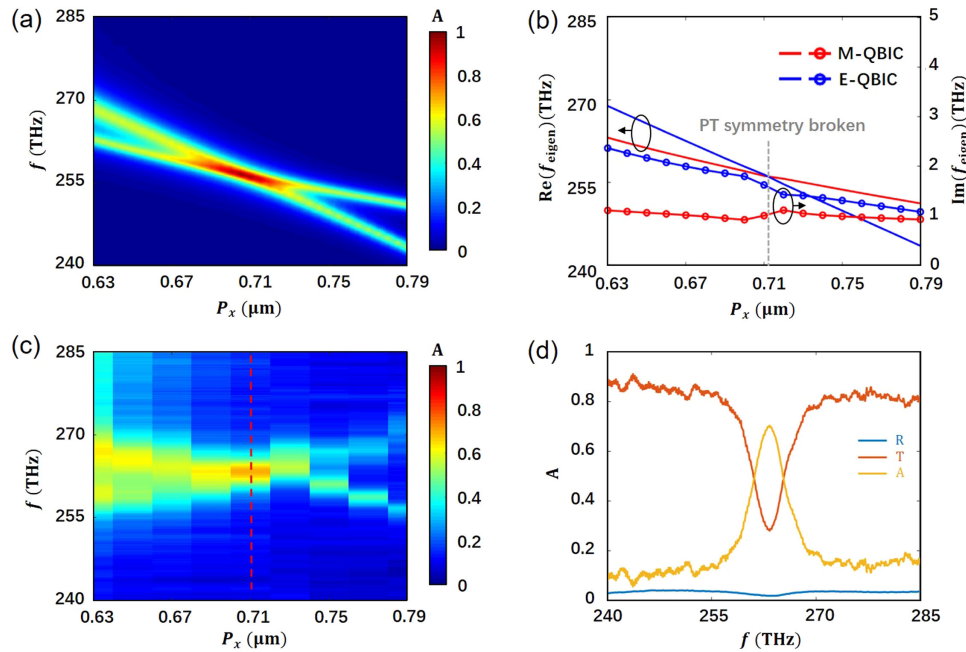 (a)
A
285
270
255
240
f (THz)
0.63
0.67
0.71
0.75
0.79
Pₓ (μm)
1
0.8
0.6
0.4
0.2
0
(b)
285
270
255
240
Re(f_eigen)(THz)
M-QBIC
E-QBIC
PT symmetry broken
5
4
3
2
1
0
Im(f_eigen)(THz)
0.63
0.67
0.71
0.75
0.79
Pₓ (μm)
(c)
A
285
270
255
240
f (THz)
0.63
0.67
0.71
0.75
0.79
Pₓ (μm)
1
0.8
0.6
0.4
0.2
0
(d)
1
0.8
0.6
0.4
0.2
0
A
R
T
A
240
255
270
285
f (THz)